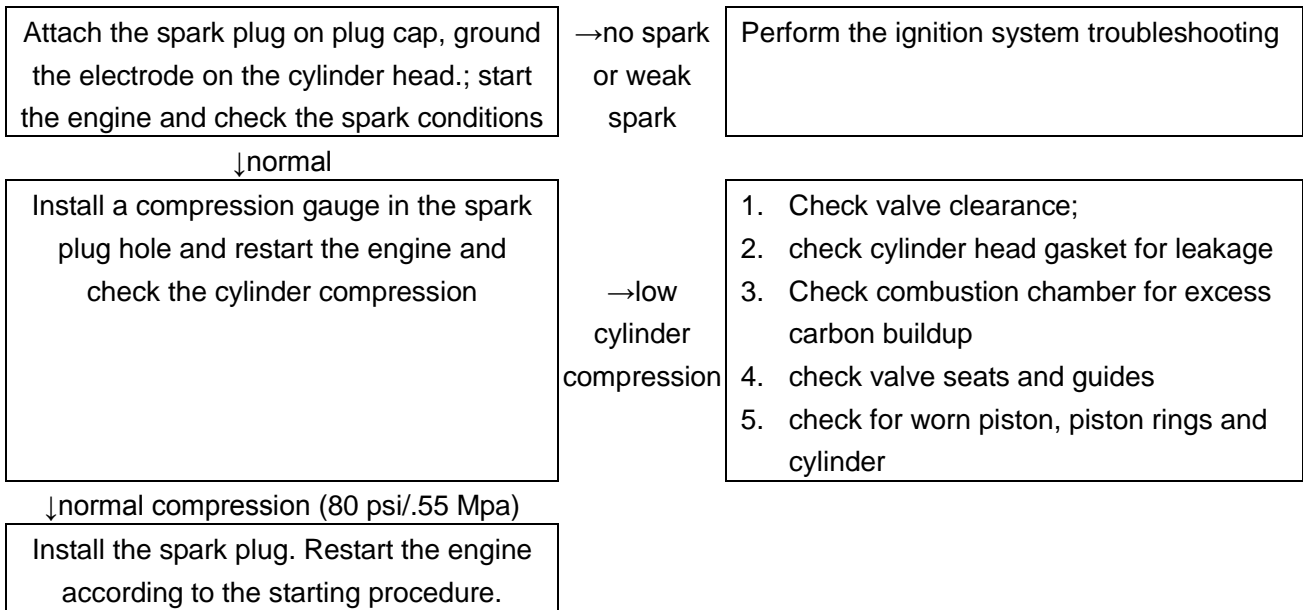 Attach the spark plug on plug cap, ground
the electrode on the cylinder head.; start
the engine and check the spark conditions
→no spark
or weak
spark
Perform the ignition system troubleshooting
↓normal
Install a compression gauge in the spark
plug hole and restart the engine and
check the cylinder compression
→low
cylinder
compression
1. Check valve clearance;
2. check cylinder head gasket for leakage
3. Check combustion chamber for excess
carbon buildup
4. check valve seats and guides
5. check for worn piston, piston rings and
cylinder
↓normal compression (80 psi/.55 Mpa)
Install the spark plug. Restart the engine
according to the starting procedure.